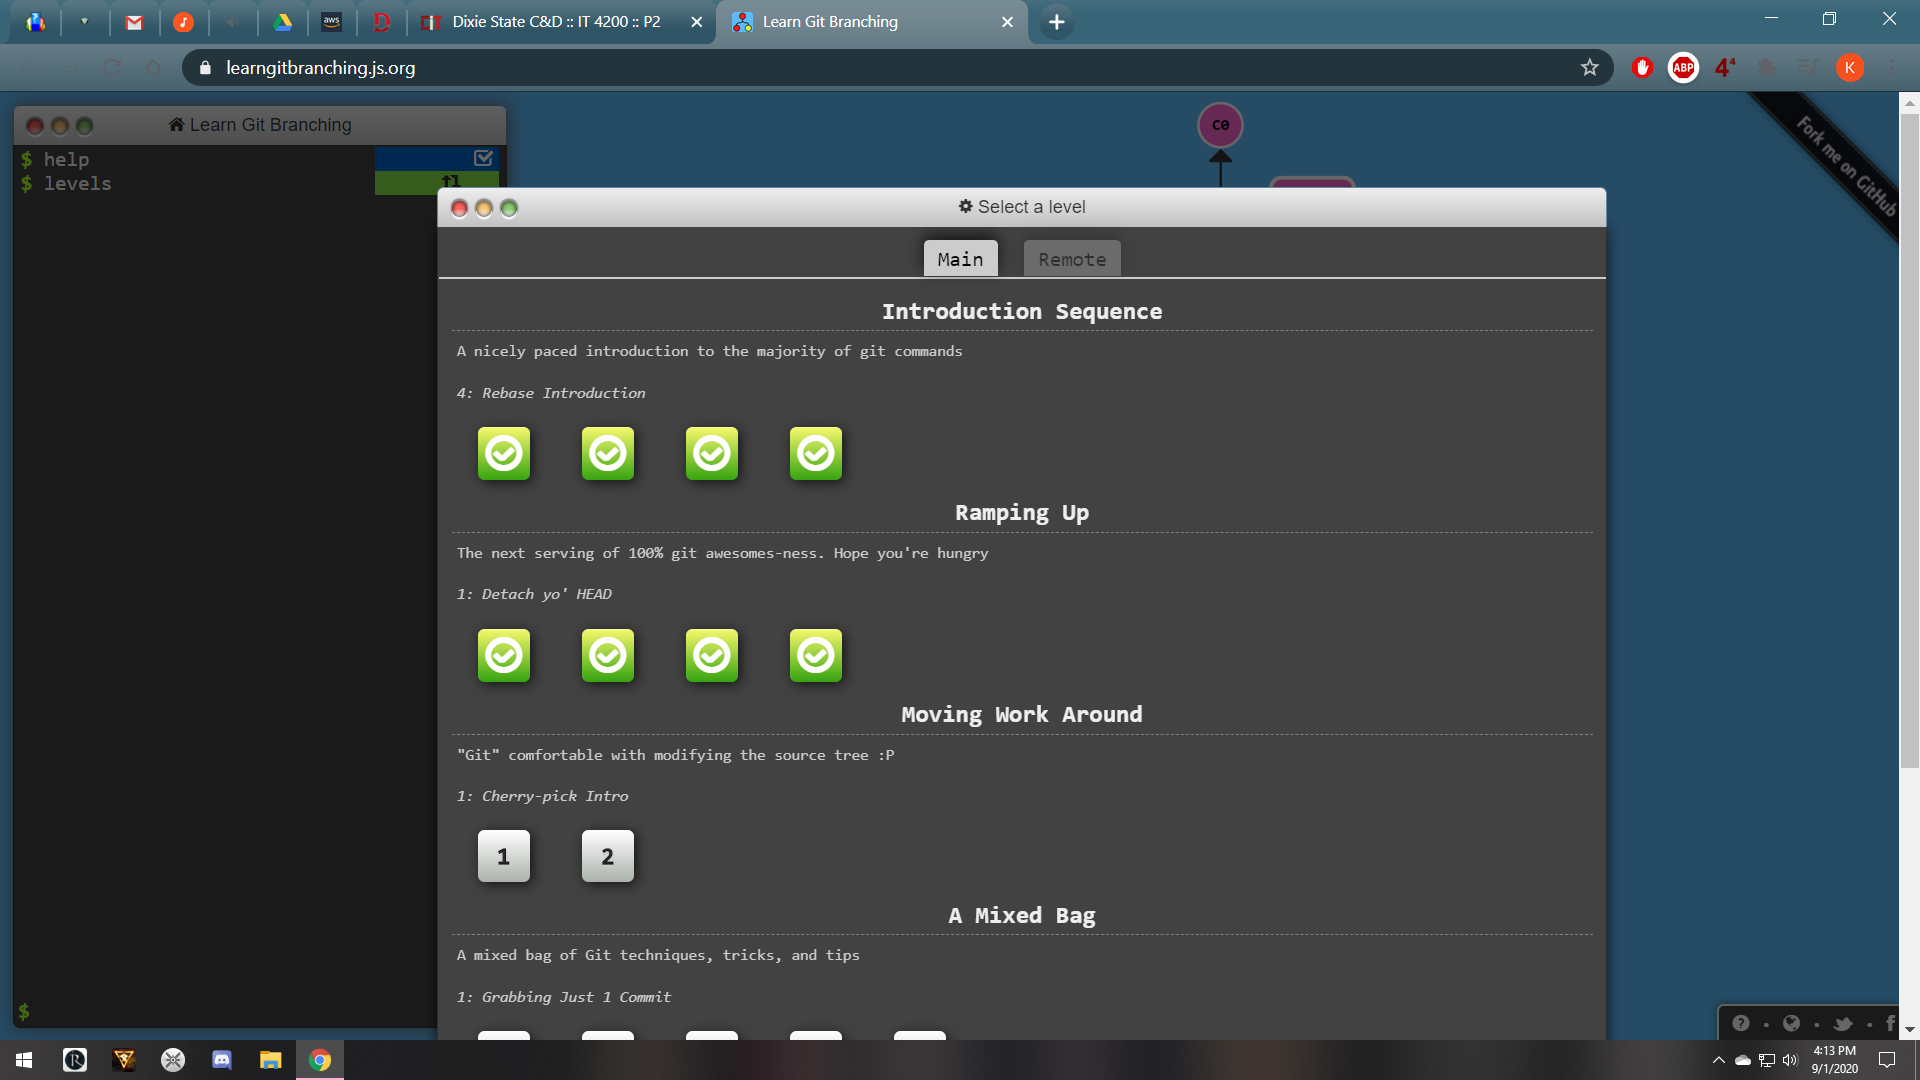 Dixie State C&D :: IT 4200 :: P2
Learn Git Branching
learngitbranching.js.org
aws
ABP
4⁴
K
Learn Git Branching
$ help
$ levels
C0
Fork me on GitHub
Select a level
Main
Remote
Introduction Sequence
A nicely paced introduction to the majority of git commands
4: Rebase Introduction
Ramping Up
The next serving of 100% git awesomes-ness. Hope you're hungry
1: Detach yo' HEAD
Moving Work Around
"Git" comfortable with modifying the source tree :P
1: Cherry-pick Intro
1
2
A Mixed Bag
A mixed bag of Git techniques, tricks, and tips
1: Grabbing Just 1 Commit
$
4:13 PM
9/1/2020